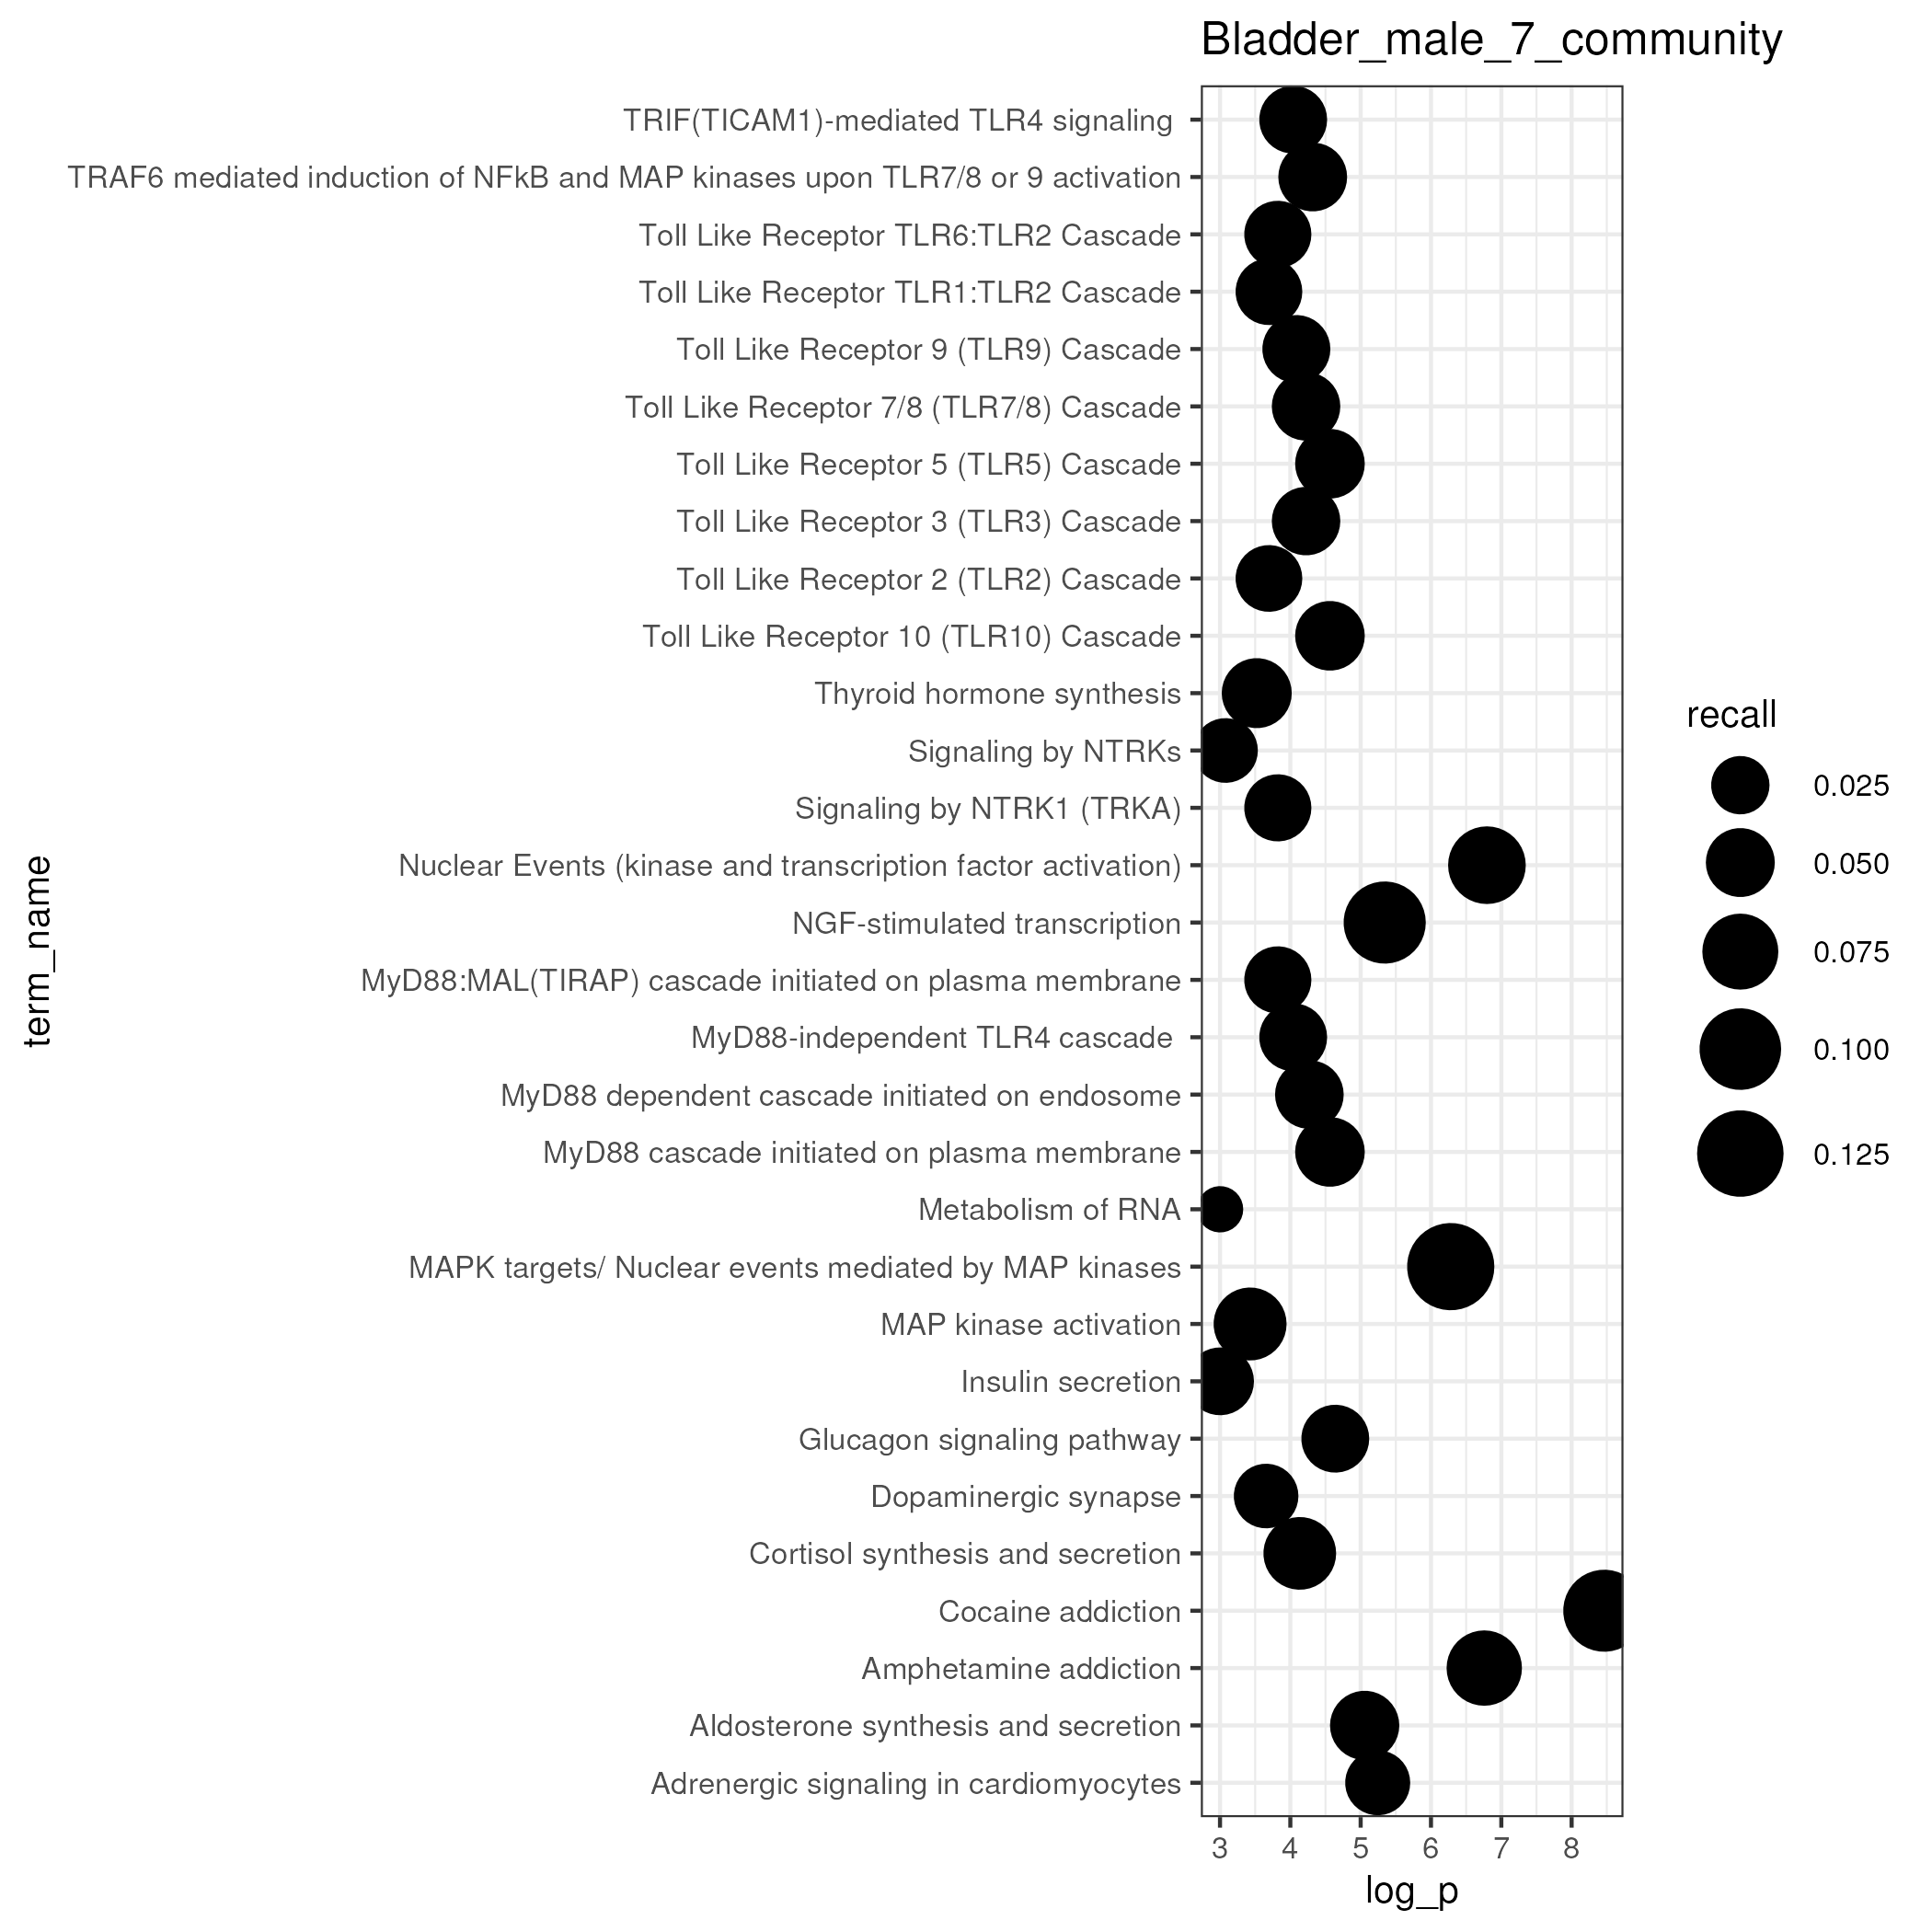 Bladder_male_7_community
TRIF(TICAM1)-mediated TLR4 signaling
TRAF6 mediated induction of NFkB and MAP kinases upon TLR7/8 or 9 activation
Toll Like Receptor TLR6:TLR2 Cascade
Toll Like Receptor TLR1:TLR2 Cascade
Toll Like Receptor 9 (TLR9) Cascade
Toll Like Receptor 7/8 (TLR7/8) Cascade
Toll Like Receptor 5 (TLR5) Cascade
Toll Like Receptor 3 (TLR3) Cascade
Toll Like Receptor 2 (TLR2) Cascade
Toll Like Receptor 10 (TLR10) Cascade
Thyroid hormone synthesis
Signaling by NTRKs
Signaling by NTRK1 (TRKA)
Nuclear Events (kinase and transcription factor activation)
NGF-stimulated transcription
MyD88:MAL(TIRAP) cascade initiated on plasma membrane
MyD88-independent TLR4 cascade
MyD88 dependent cascade initiated on endosome
MyD88 cascade initiated on plasma membrane
Metabolism of RNA
MAPK targets/ Nuclear events mediated by MAP kinases
MAP kinase activation
Insulin secretion
Glucagon signaling pathway
Dopaminergic synapse
Cortisol synthesis and secretion
Cocaine addiction
Amphetamine addiction
Aldosterone synthesis and secretion
Adrenergic signaling in cardiomyocytes
term_name
3 4 5 6 7 8
log_p
recall
0.025
0.050
0.075
0.100
0.125